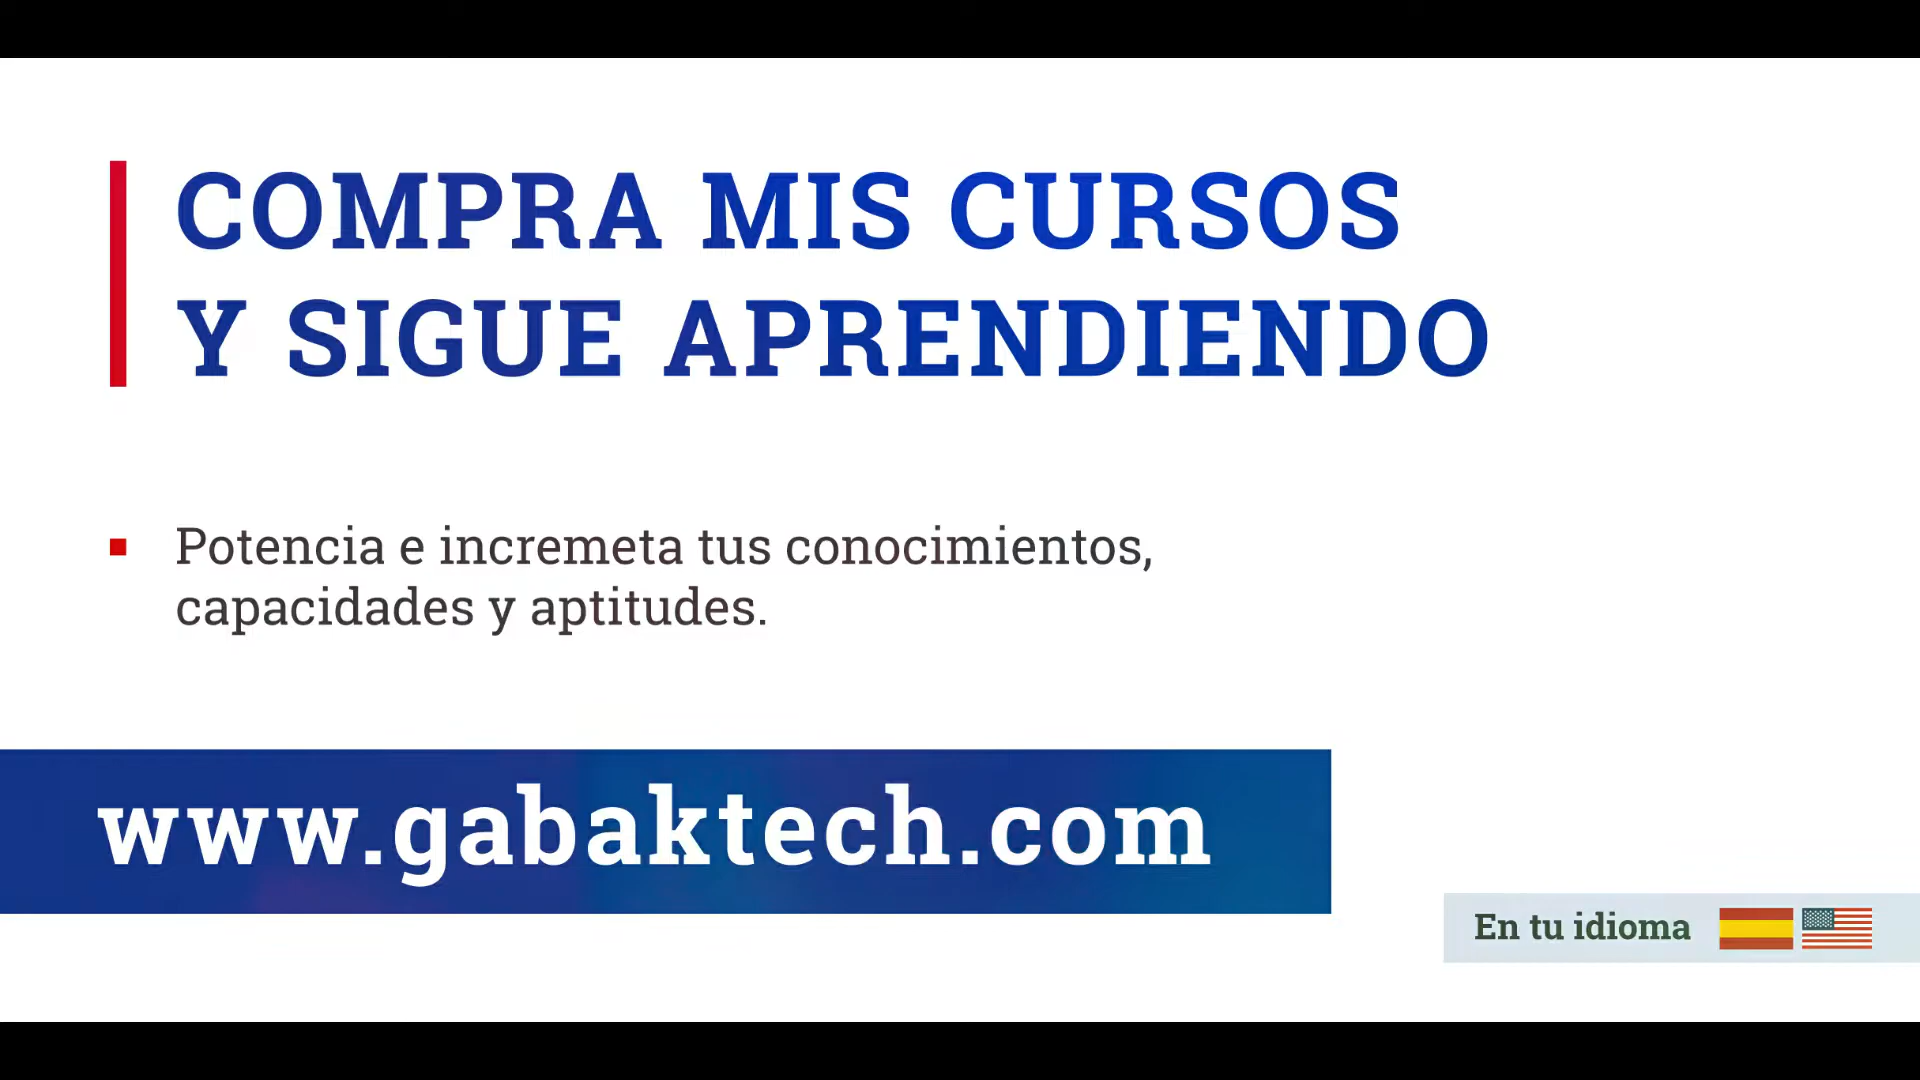 COMPRA MIS CURSOS
Y SIGUE APRENDIENDO
Potencia e incremeta tus conocimientos,
capacidades y aptitudes.
www.gabaktech.com
En tu idioma